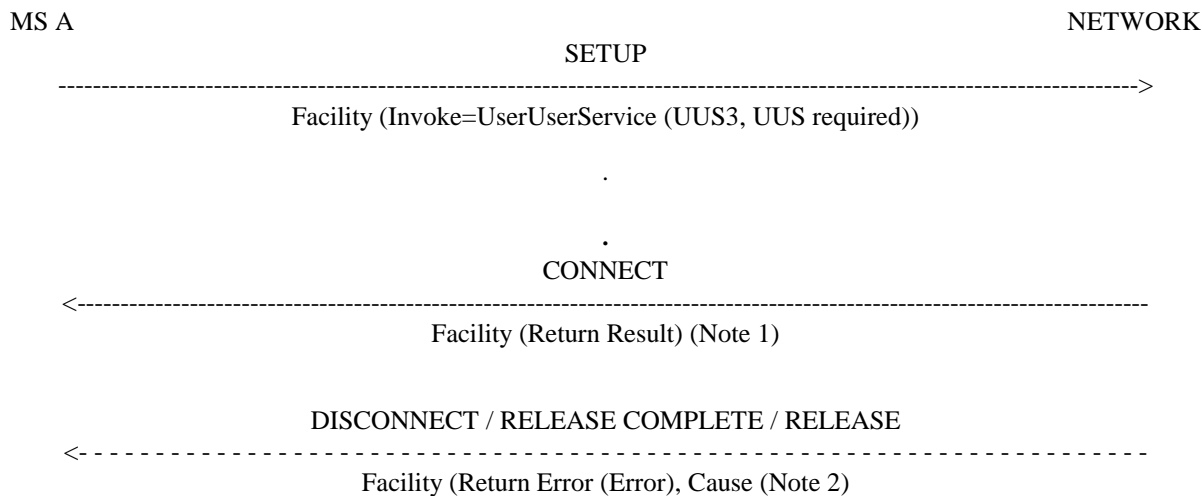 MS A NETWORK
SETUP
------------------------------------------------------------------------------------------------------------------------------>
Facility (Invoke=UserUserService (UUS3, UUS required))
.
.
CONNECT
<-----------------------------------------------------------------------------------------------------------------------------
Facility (Return Result) (Note 1)
DISCONNECT / RELEASE COMPLETE / RELEASE
<- - - - - - - - - - - - - - - - - - - - - - - - - - - - - - - - - - - - - - - - - - - - - - - - - - - - - - - - - - - - - - - - - - - -
Facility (Return Error (Error), Cause (Note 2)